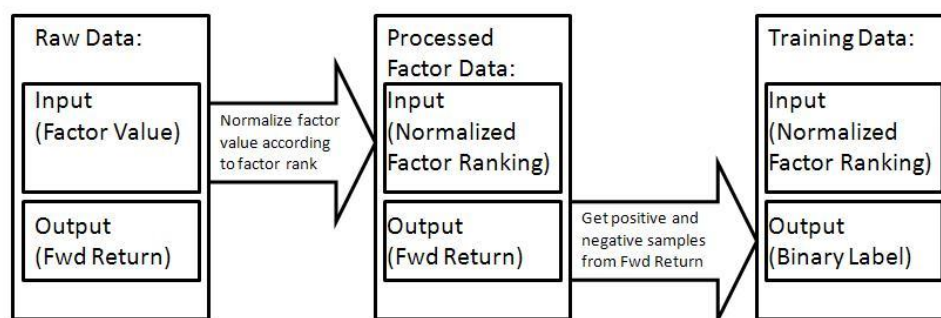 Raw Data:
Input
(Factor Value)
Output
(Fwd Return)
Normalize factor
value according
to factor rank
Processed
Factor Data:
Input
(Normalized
Factor Ranking)
Output
(Fwd Return)
Get positive and
negative samples
from Fwd Return
Training Data:
Input
(Normalized
Factor Ranking)
Output
(Binary Label)